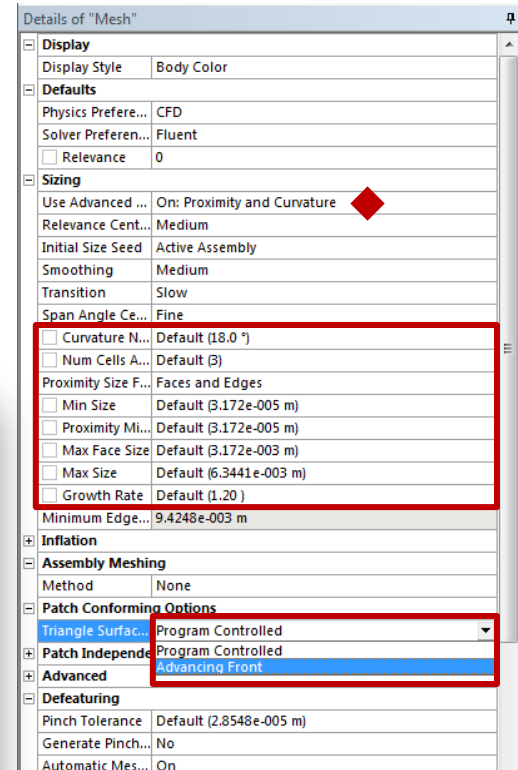 Details of "Mesh"
Display
Display Style Body Color
Defaults
Physics Prefere... CFD
Solver Preferen... Fluent
Relevance 0
Sizing
Use Advanced ... On: Proximity and Curvature
Relevance Cent... Medium
Initial Size Seed Active Assembly
Smoothing Medium
Transition Slow
Span Angle Ce... Fine
Curvature N... Default (18.0 °)
Num Cells A... Default (3)
Proximity Size F... Faces and Edges
Min Size Default (3.172e-005 m)
Proximity Mi... Default (3.172e-005 m)
Max Face Size Default (3.172e-003 m)
Max Size Default (6.3441e-003 m)
Growth Rate Default (1.20 )
Minimum Edge... 9.4248e-003 m
Inflation
Assembly Meshing
Method None
Patch Conforming Options
Triangle Surfac... Program Controlled
Patch Independe Program Controlled
Advanced Advancing Front
Defeaturing
Pinch Tolerance Default (2.8548e-005 m)
Generate Pinch... No
Automatic Mes... On